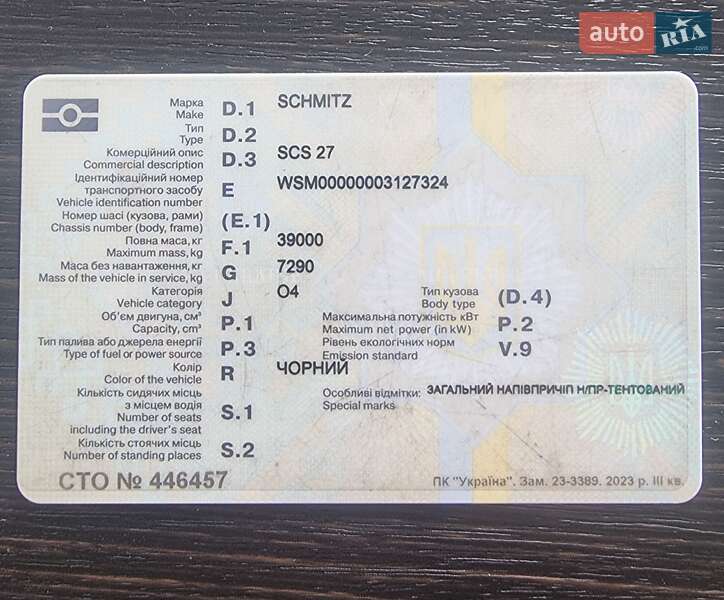 auto RIA.com
Марка D.1 SCHMITZ
Make
Тип D.2
Type
Комерційний опис D.3 SCS 27
Commercial description
Ідентифікаційний номер
транспортного засобу E WSM00000003127324
Vehicle identification number
Номер шасі (кузова, рами) (E.1)
Chassis number (body, frame)
Повна маса, кг F.1 39000
Maximum mass, kg
Маса без навантаження, кг G 7290
Mass of the vehicle in service, kg
Категорія J O4
Vehicle category
Тип кузова (D.4)
Body type
Об'єм двигуна, см³ P.1
Capacity, cm³
Максимальна потужність кВт P.2
Maximum net power (in kW)
Тип палива або джерела енергії P.3
Type of fuel or power source
Рівень екологічних норм V.9
Emission standard
Колір R ЧОРНИЙ
Color of the vehicle
Особливі відмітки: ЗАГАЛЬНИЙ НАПІВПРИЧІП Н/ПР-ТЕНТОВАНИЙ
Special marks
Кількість сидячих місць
з місцем водія S.1
Number of seats
including the driver's seat
Кількість стоячих місць S.2
Number of standing places
СТО № 446457
ПК "Україна". Зам. 23-3389. 2023 р. III кв.